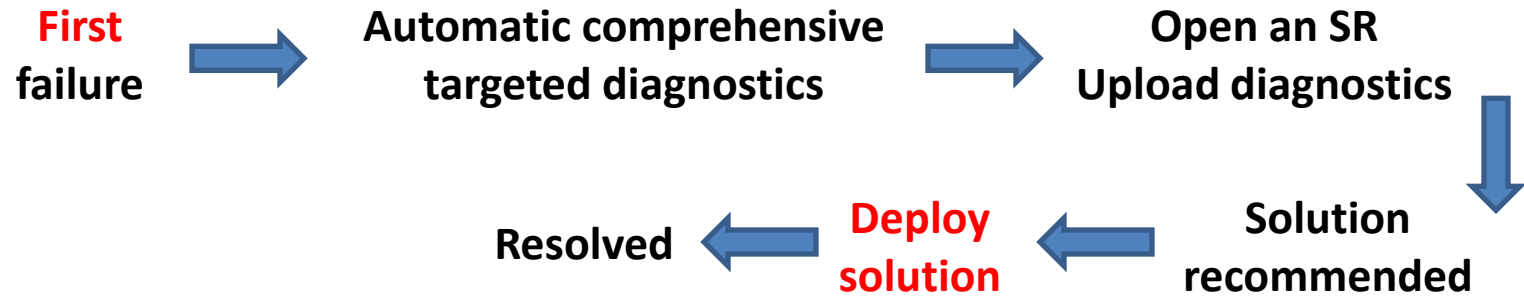 First
failure
Automatic comprehensive
targeted diagnostics
Open an SR
Upload diagnostics
Solution
recommended
Deploy
solution
Resolved